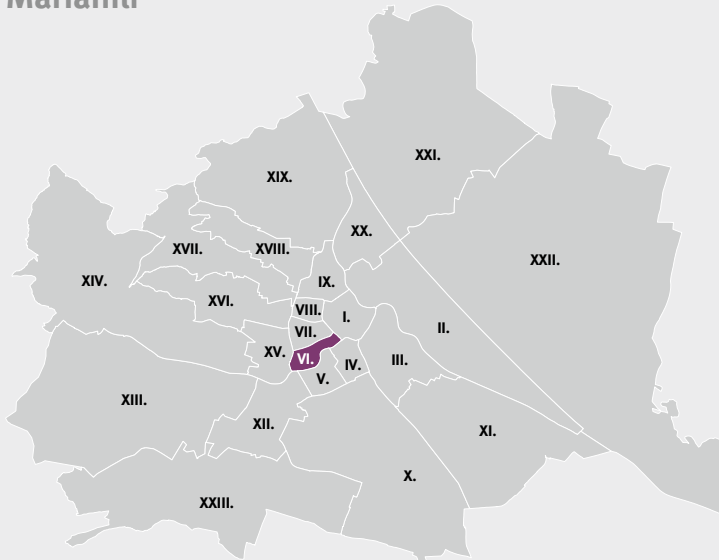 Mariahilf
XXI.
XIX.
XX.
XVII.
XVIII.
XXII.
XIV.
IX.
XVI.
VIII.
I.
II.
VII.
XV.
VI.
IV.
III.
V.
XIII.
XII.
XI.
X.
XXIII.